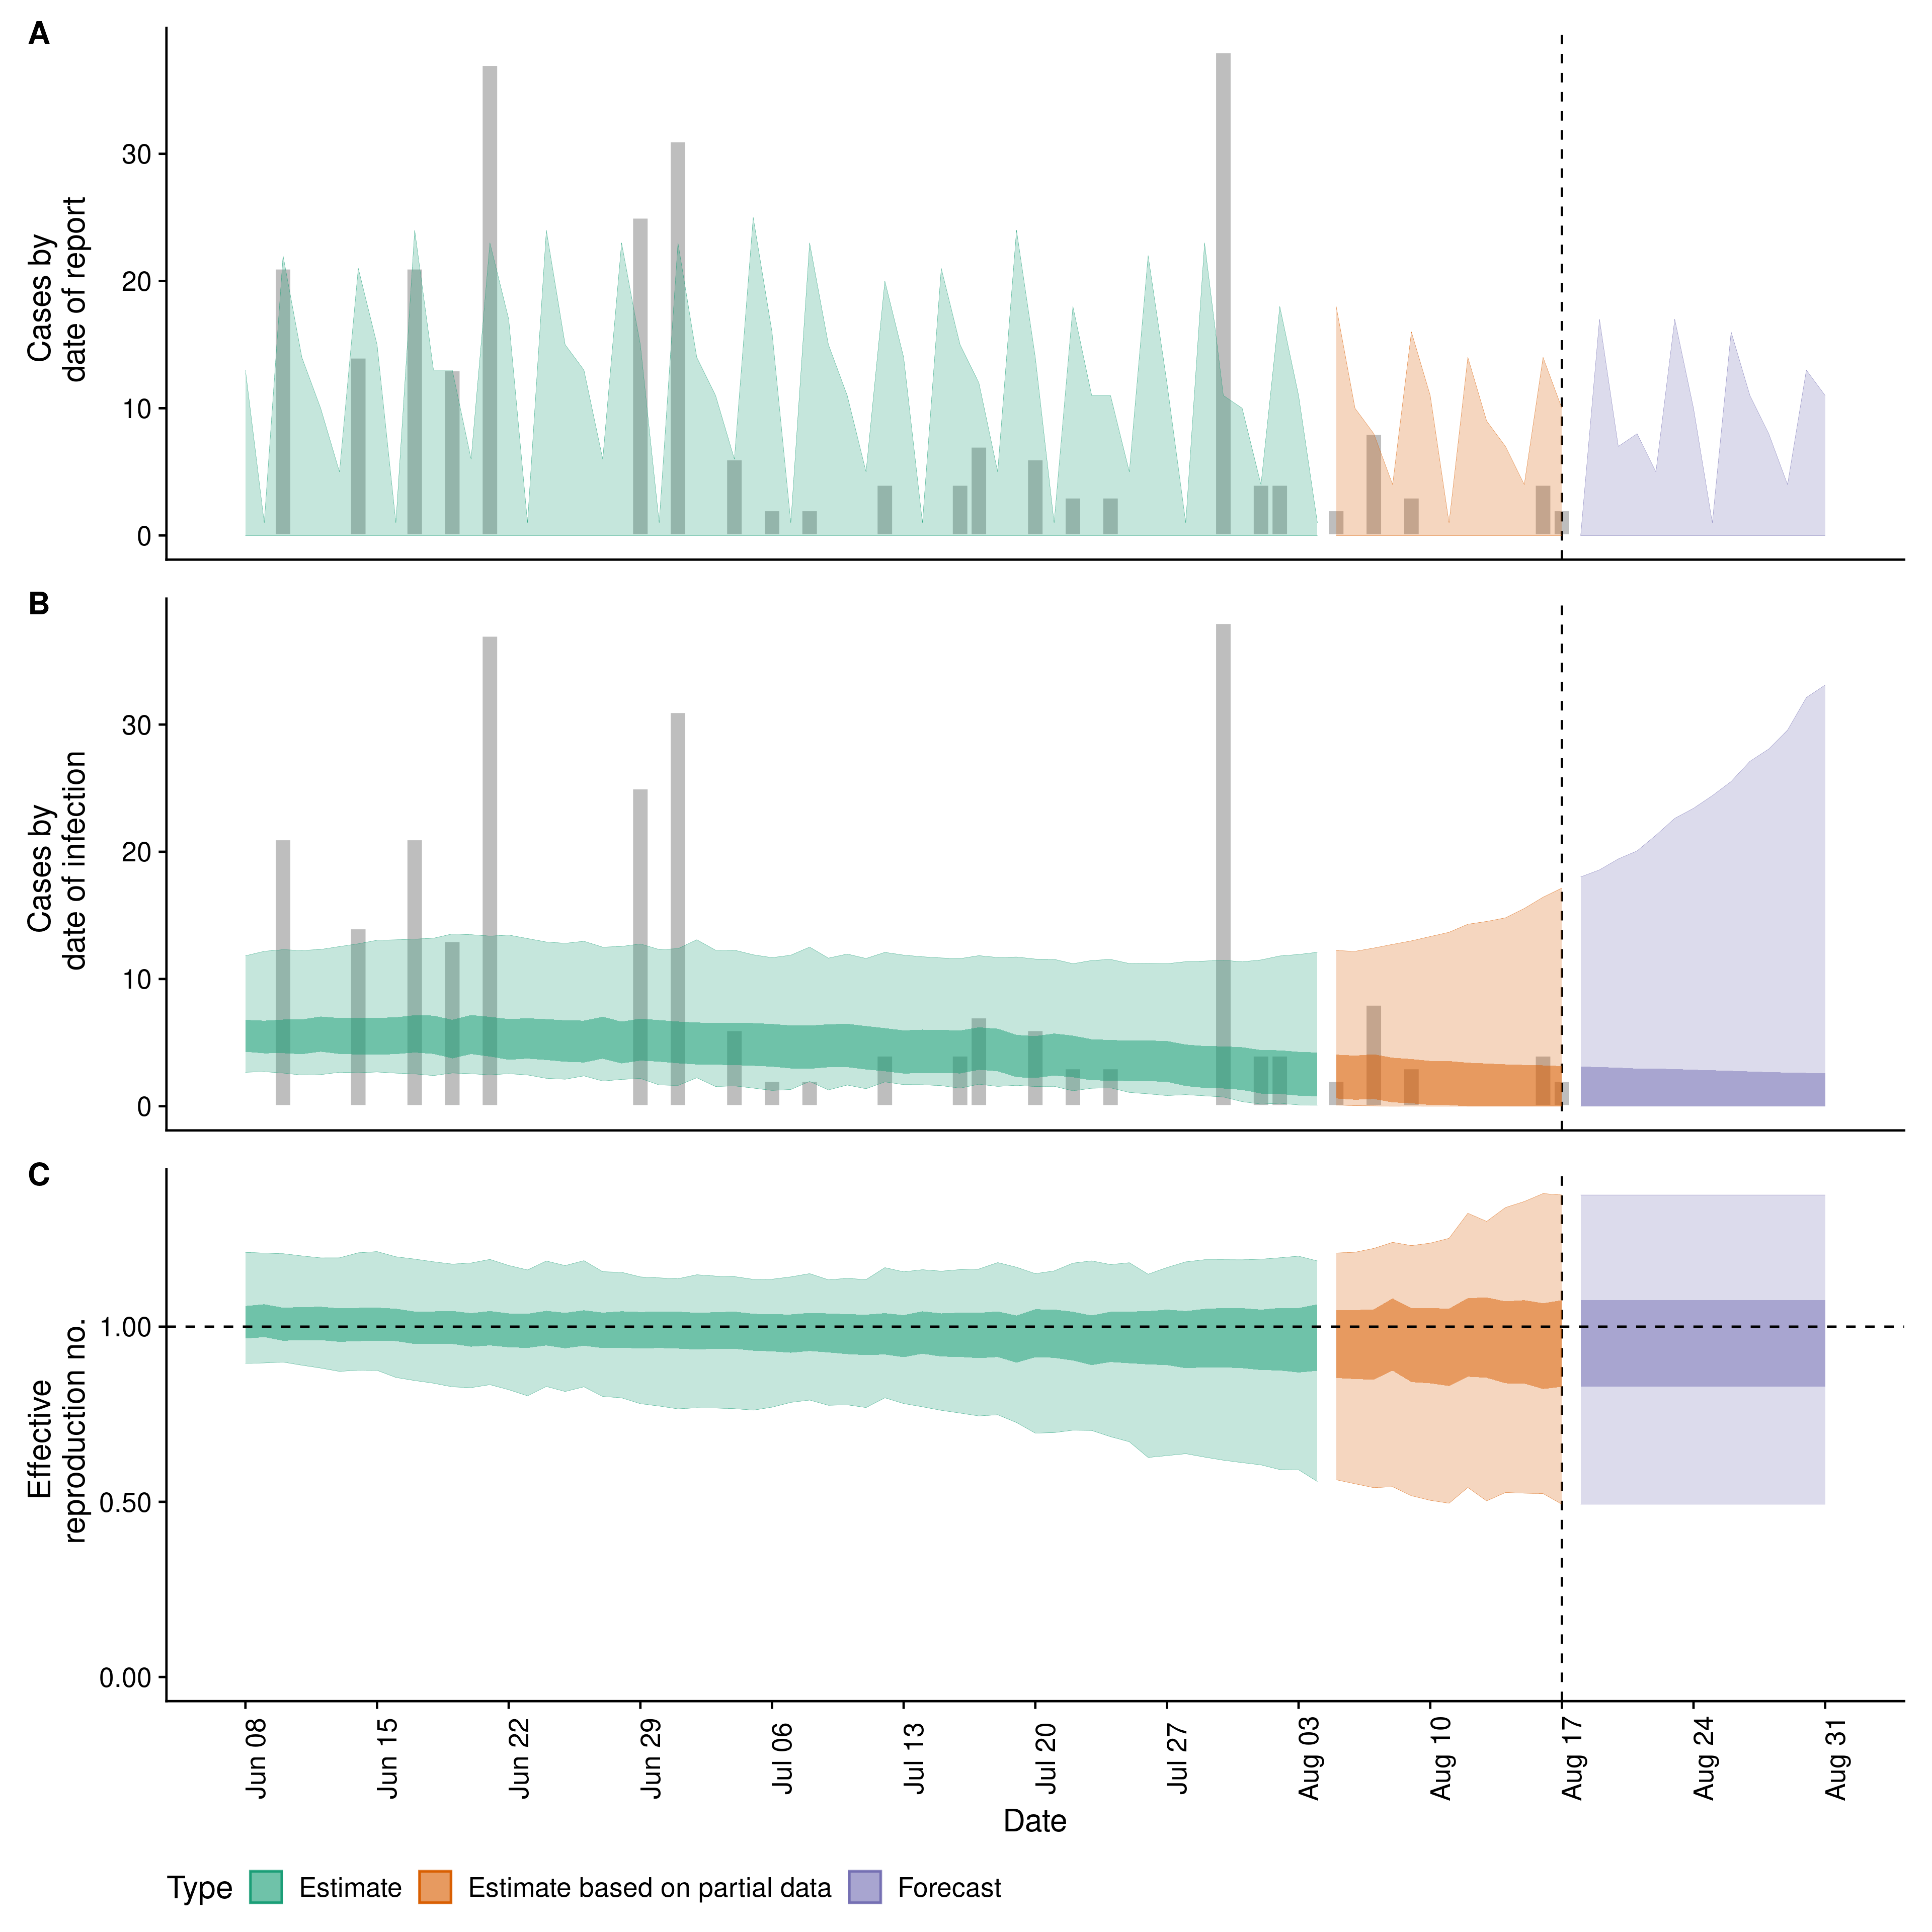 A
Cases by
date of report
30
20
10
0
B
Cases by
date of infection
30
20
10
0
C
Effective
reproduction no.
1.00
0.50
0.00
Jun 08
Jun 15
Jun 22
Jun 29
Jul 06
Jul 13
Jul 20
Jul 27
Aug 03
Aug 10
Aug 17
Aug 24
Aug 31
Date
Type Estimate Estimate based on partial data Forecast